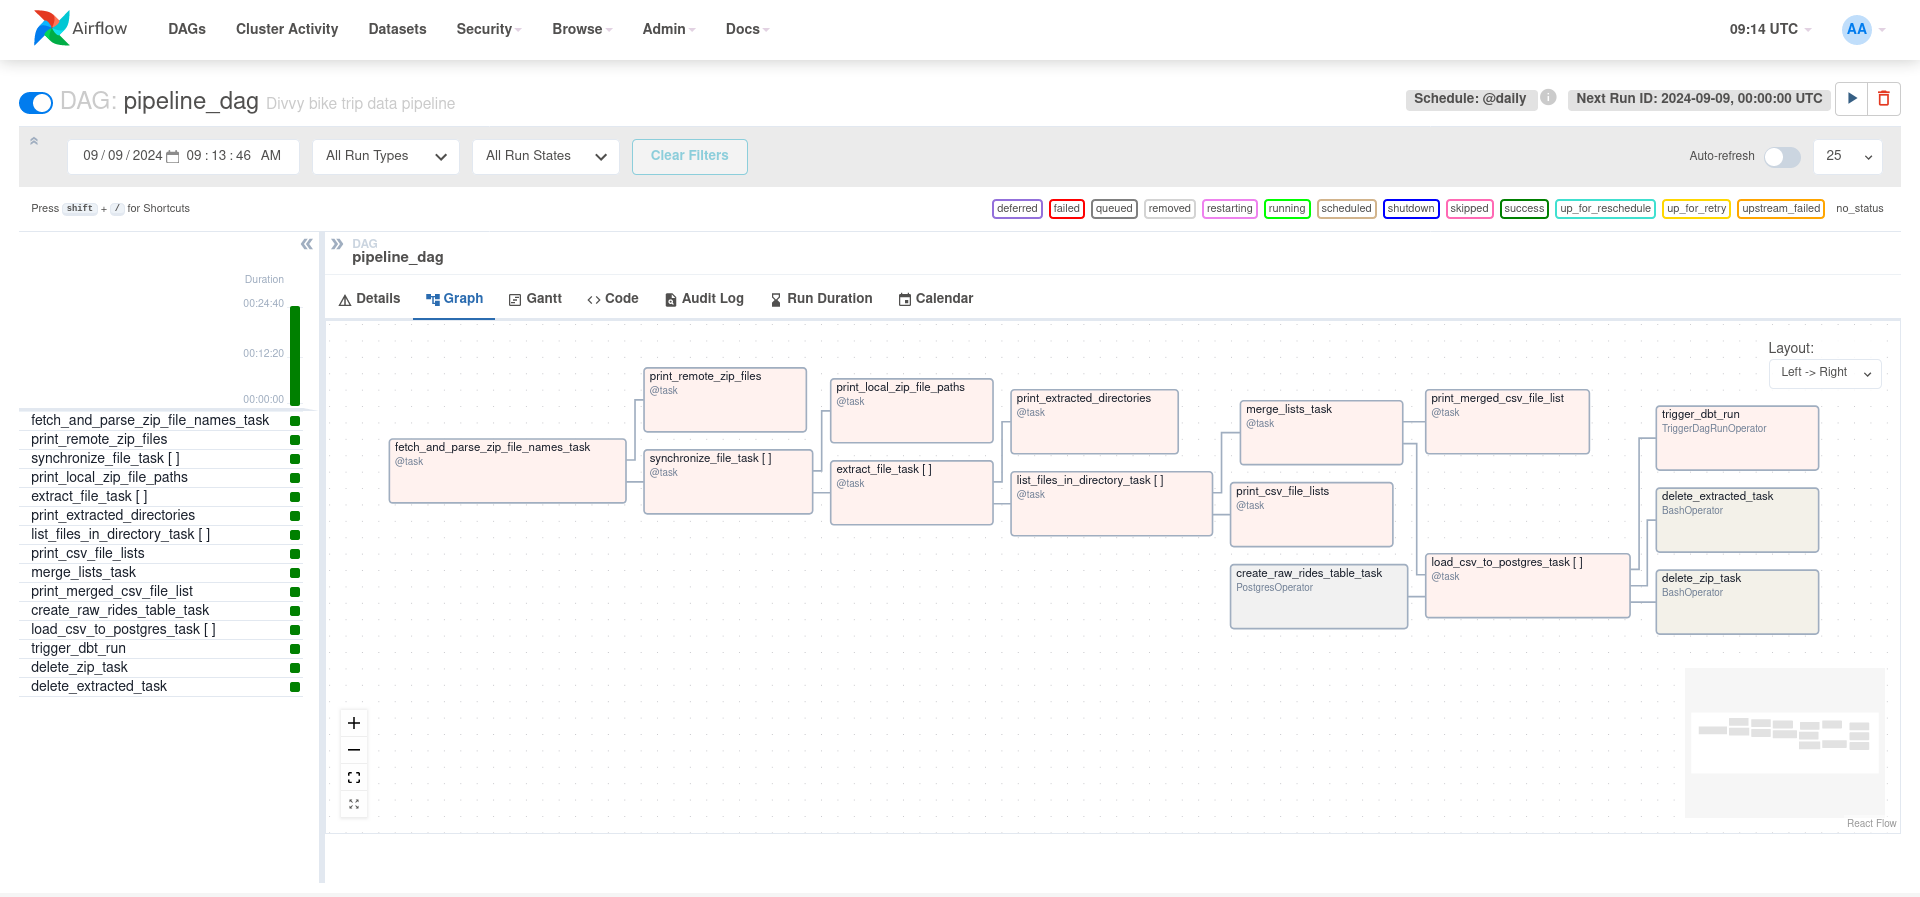 Airflow
DAGs
Cluster Activity
Datasets
Security
Browse
Admin
Docs
09:14 UTC
AA
DAG: pipeline_dag Divvy bike trip data pipeline
Schedule: @daily
i
Next Run ID: 2024-09-09, 00:00:00 UTC
09 / 09 / 2024 09 : 13 : 46 AM
All Run Types
All Run States
Clear Filters
Auto-refresh
25
Press shift + / for Shortcuts
deferred
failed
queued
removed
restarting
running
scheduled
shutdown
skipped
success
up_for_reschedule
up_for_retry
upstream_failed
no_status
Duration
00:24:40
00:12:20
00:00:00
fetch_and_parse_zip_file_names_task
print_remote_zip_files
synchronize_file_task [ ]
print_local_zip_file_paths
extract_file_task [ ]
print_extracted_directories
list_files_in_directory_task [ ]
print_csv_file_lists
merge_lists_task
print_merged_csv_file_list
create_raw_rides_table_task
load_csv_to_postgres_task [ ]
trigger_dbt_run
delete_zip_task
delete_extracted_task
DAG
pipeline_dag
Details
Graph
Gantt
Code
Audit Log
Run Duration
Calendar
Layout:
Left -> Right
fetch_and_parse_zip_file_names_task
@task
print_remote_zip_files
@task
synchronize_file_task [ ]
@task
print_local_zip_file_paths
@task
extract_file_task [ ]
@task
print_extracted_directories
@task
list_files_in_directory_task [ ]
@task
merge_lists_task
@task
print_csv_file_lists
@task
create_raw_rides_table_task
PostgresOperator
print_merged_csv_file_list
@task
load_csv_to_postgres_task [ ]
@task
trigger_dbt_run
TriggerDagRunOperator
delete_extracted_task
BashOperator
delete_zip_task
BashOperator
React Flow